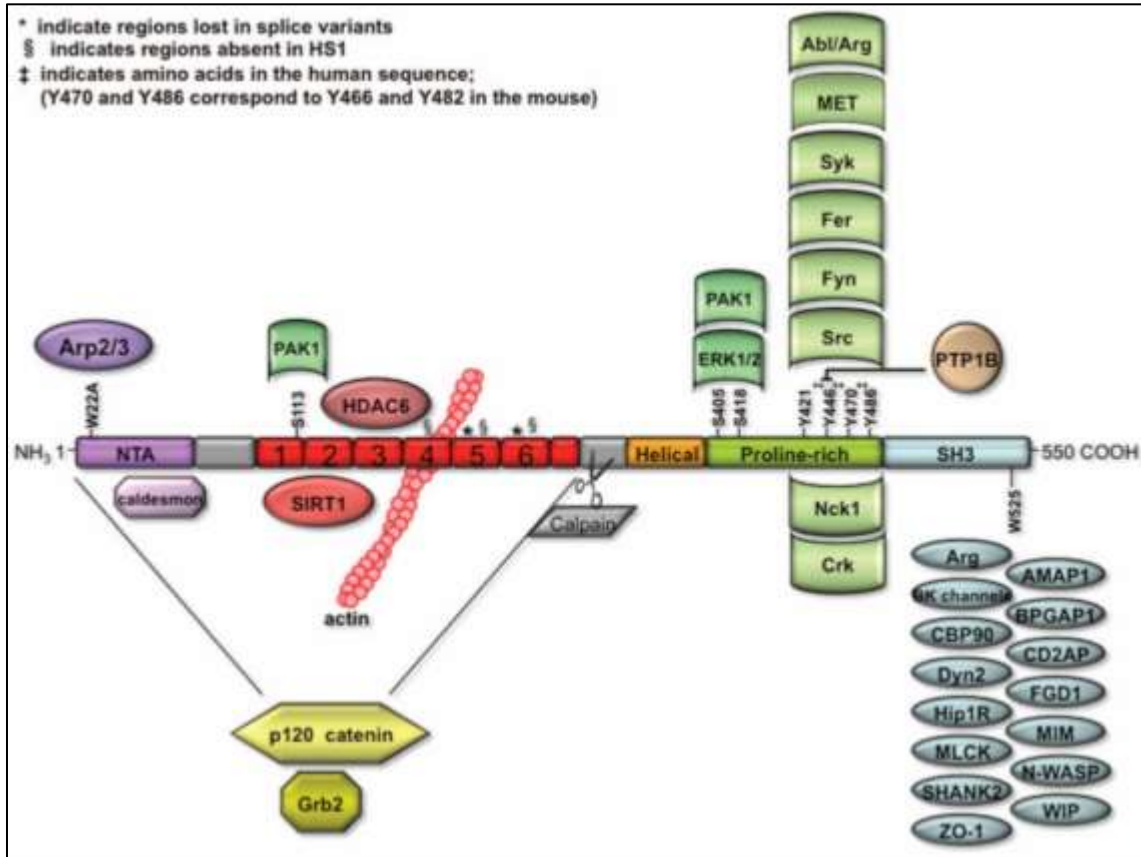 * indicate regions lost in splice variants
§ indicates regions absent in HS1
‡ indicates amino acids in the human sequence;
(Y470 and Y486 correspond to Y466 and Y482 in the mouse)
Abl/Arg
MET
Syk
Fer
Fyn
Src
PAK1
ERK1/2
PTP1B
Arp2/3
PAK1
HDAC6
W22A
S113
S405
S418
Y421
Y446
Y470
Y486
§
* §
* §
NH3 1
NTA
1
2
3
4
5
6
Helical
Proline-rich
SH3
550 COOH
caldesmon
SIRT1
Calpain
Nck1
Crk
W525
actin
Arg
AMAP1
BK channels
BPGAP1
CBP90
CD2AP
Dyn2
FGD1
Hip1R
MIM
MLCK
N-WASP
SHANK2
WIP
ZO-1
p120 catenin
Grb2